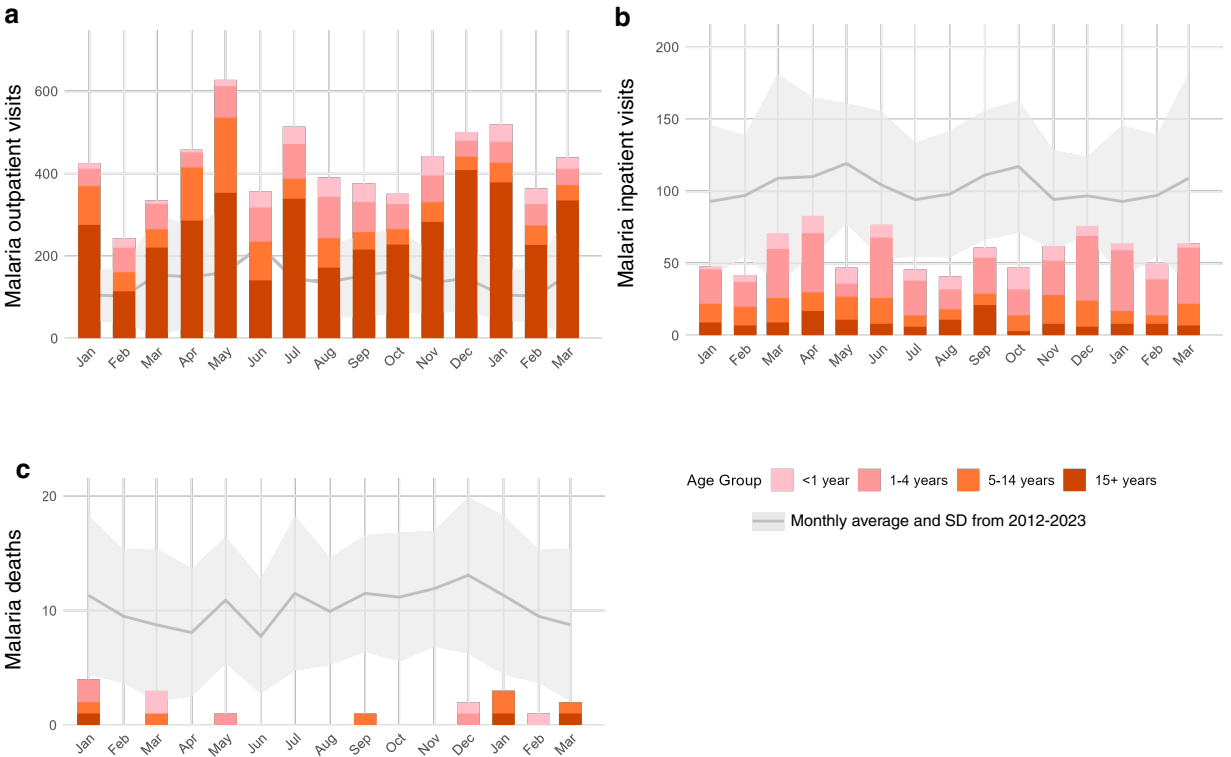 a
Malaria outpatient visits
600
400
200
0
Jan Feb Mar Apr May Jun Jul Aug Sep Oct Nov Dec Jan Feb Mar
b
Malaria inpatient visits
200
150
100
50
0
Jan Feb Mar Apr May Jun Jul Aug Sep Oct Nov Dec Jan Feb Mar
c
Malaria deaths
20
10
0
Jan Feb Mar Apr May Jun Jul Aug Sep Oct Nov Dec Jan Feb Mar
Age Group <1 year 1-4 years 5-14 years 15+ years
Monthly average and SD from 2012-2023